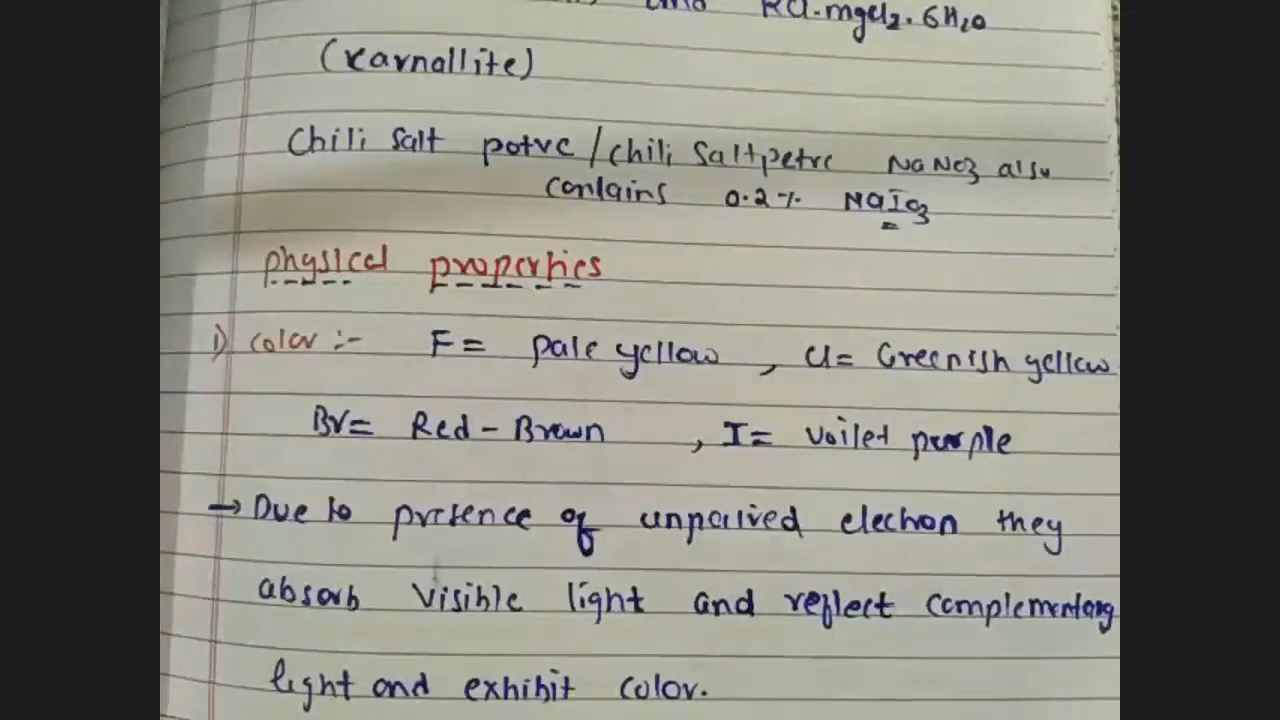 and KCl.mgcl2.6H2O
(karnallite)
Chili salt potre/chili saltpetre NaNO3 also
contains 0.2% NaIO3
physical properties
1) color :- F= pale yellow, Cl= Greenish yellow
Br= Red-Brown, I= voilet purple
→ Due to presence of unpaired electron they
absorb visible light and reflect complementary
light and exhibit color.